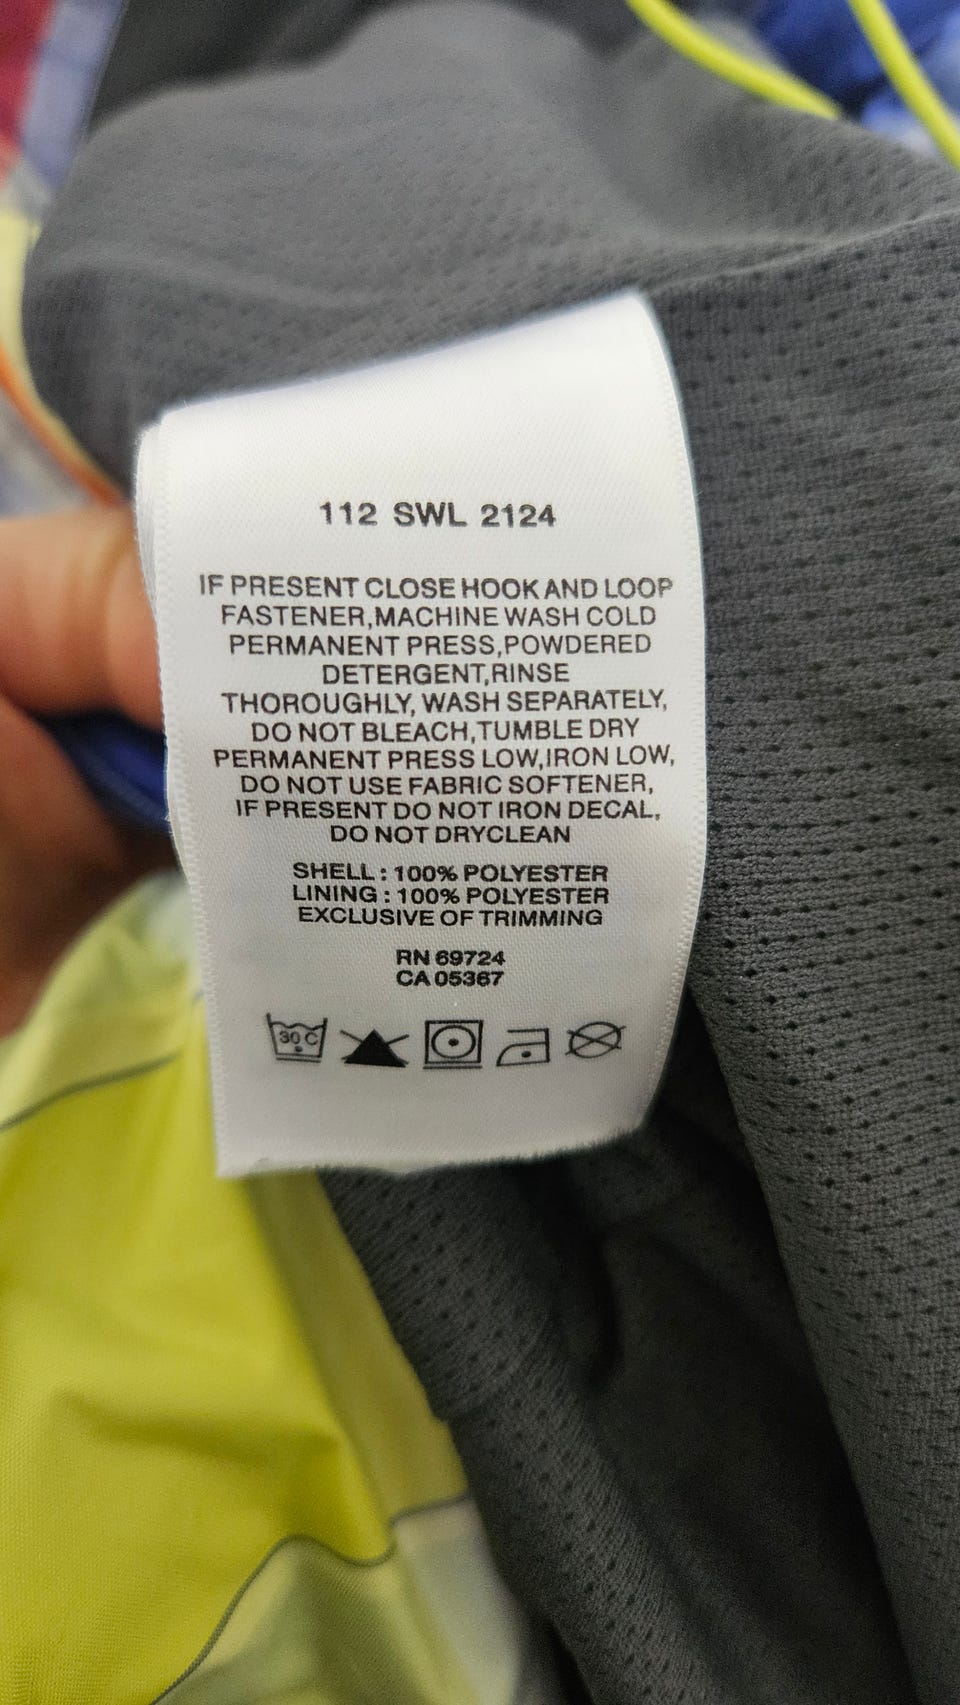 112 SWL 2124
IF PRESENT CLOSE HOOK AND LOOP
FASTENER,MACHINE WASH COLD
PERMANENT PRESS,POWDERED
DETERGENT,RINSE
THOROUGHLY, WASH SEPARATELY,
DO NOT BLEACH,TUMBLE DRY
PERMANENT PRESS LOW,IRON LOW,
DO NOT USE FABRIC SOFTENER,
IF PRESENT DO NOT IRON DECAL,
DO NOT DRYCLEAN
SHELL : 100% POLYESTER
LINING : 100% POLYESTER
EXCLUSIVE OF TRIMMING
RN 69724
CA 05367
30 C